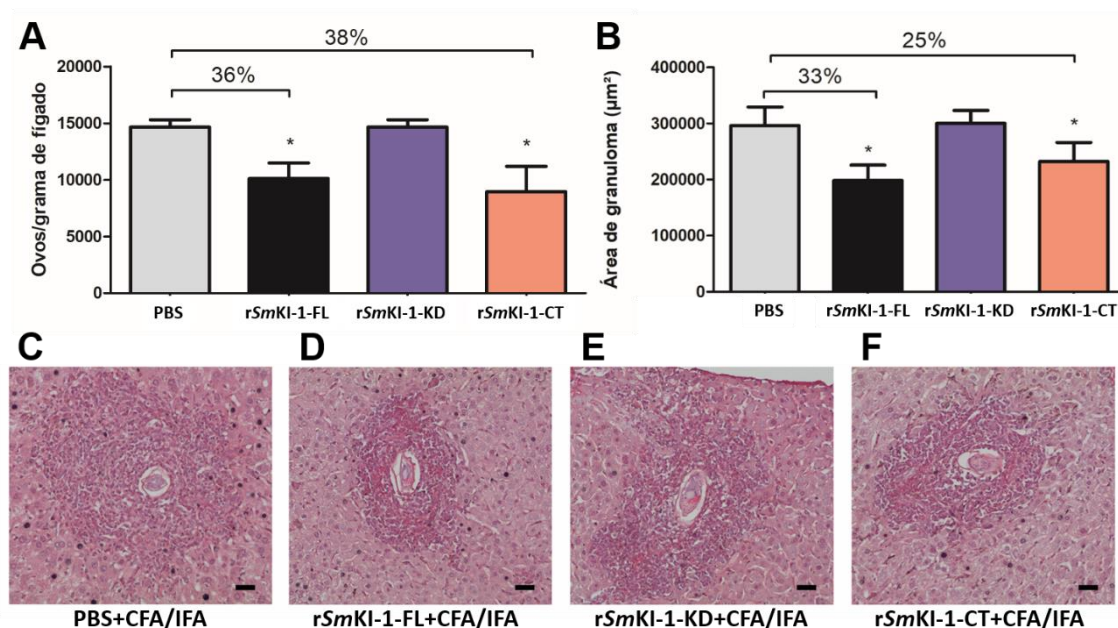 A
38%
36%
Ovos/grama de fígado
20000
15000
10000
5000
0
*
*
PBS
rSmKI-1-FL
rSmKI-1-KD
rSmKI-1-CT
B
25%
33%
Área de granuloma (µm²)
400000
300000
200000
100000
0
*
*
PBS
rSmKI-1-FL
rSmKI-1-KD
rSmKI-1-CT
C
D
E
F
PBS+CFA/IFA
rSmKI-1-FL+CFA/IFA
rSmKI-1-KD+CFA/IFA
rSmKI-1-CT+CFA/IFA